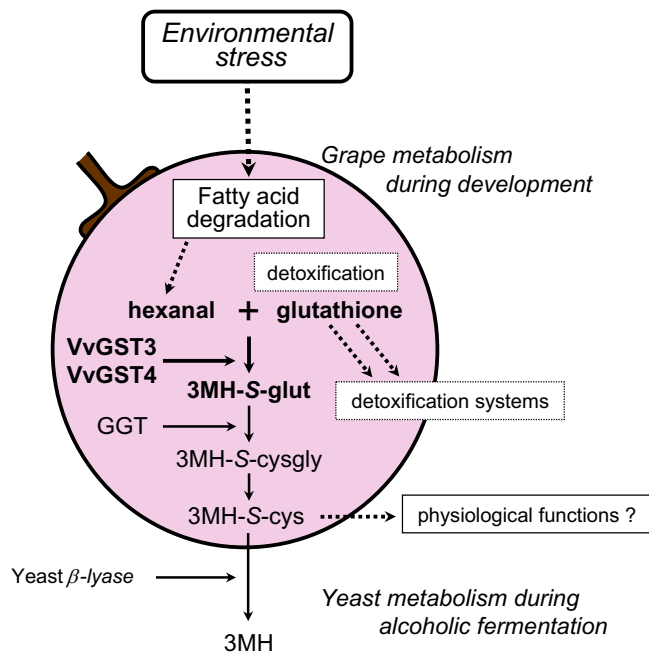 Environmental
stress
Grape metabolism
during development
Fatty acid
degradation
detoxification
hexanal + glutathione
VvGST3
VvGST4
3MH-S-glut
detoxification systems
GGT
3MH-S-cysgly
3MH-S-cys
physiological functions ?
Yeast β-lyase
Yeast metabolism during
alcoholic fermentation
3MH